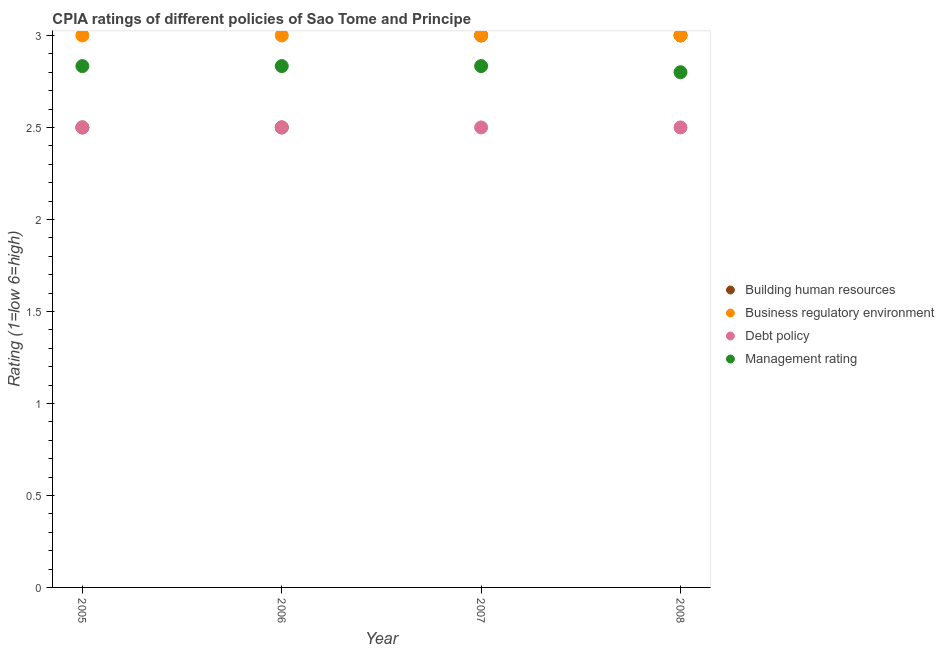 CPIA ratings of different policies of Sao Tome and Principe
Rating (1=low 6=high)
3
2.5
2
1.5
1
0.5
0
2005
2006
2007
2008
Year
Building human resources
Business regulatory environment
Debt policy
Management rating